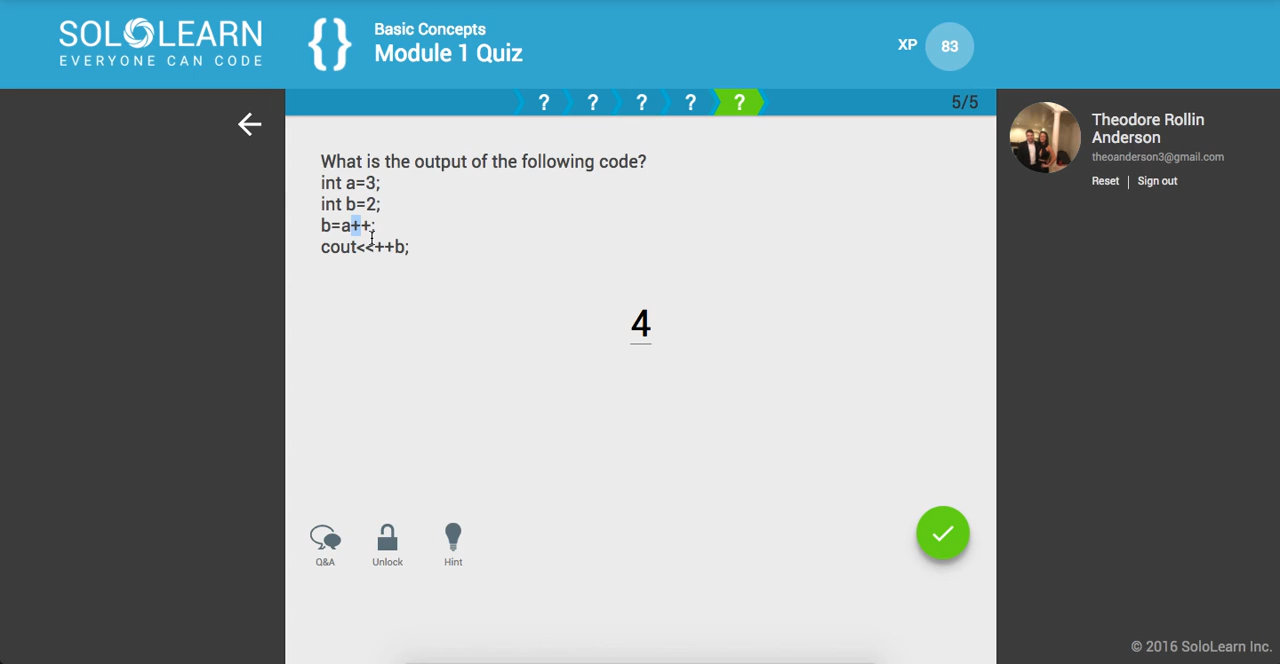 SOLOLEARN
EVERYONE CAN CODE
{ }
Basic Concepts
Module 1 Quiz
XP 83
? ? ? ? ?
5/5
Theodore Rollin
Anderson
theoanderson3@gmail.com
Reset | Sign out
What is the output of the following code?
int a=3;
int b=2;
b=a++;
cout<<++b;
4
Q&A
Unlock
Hint
© 2016 SoloLearn Inc.